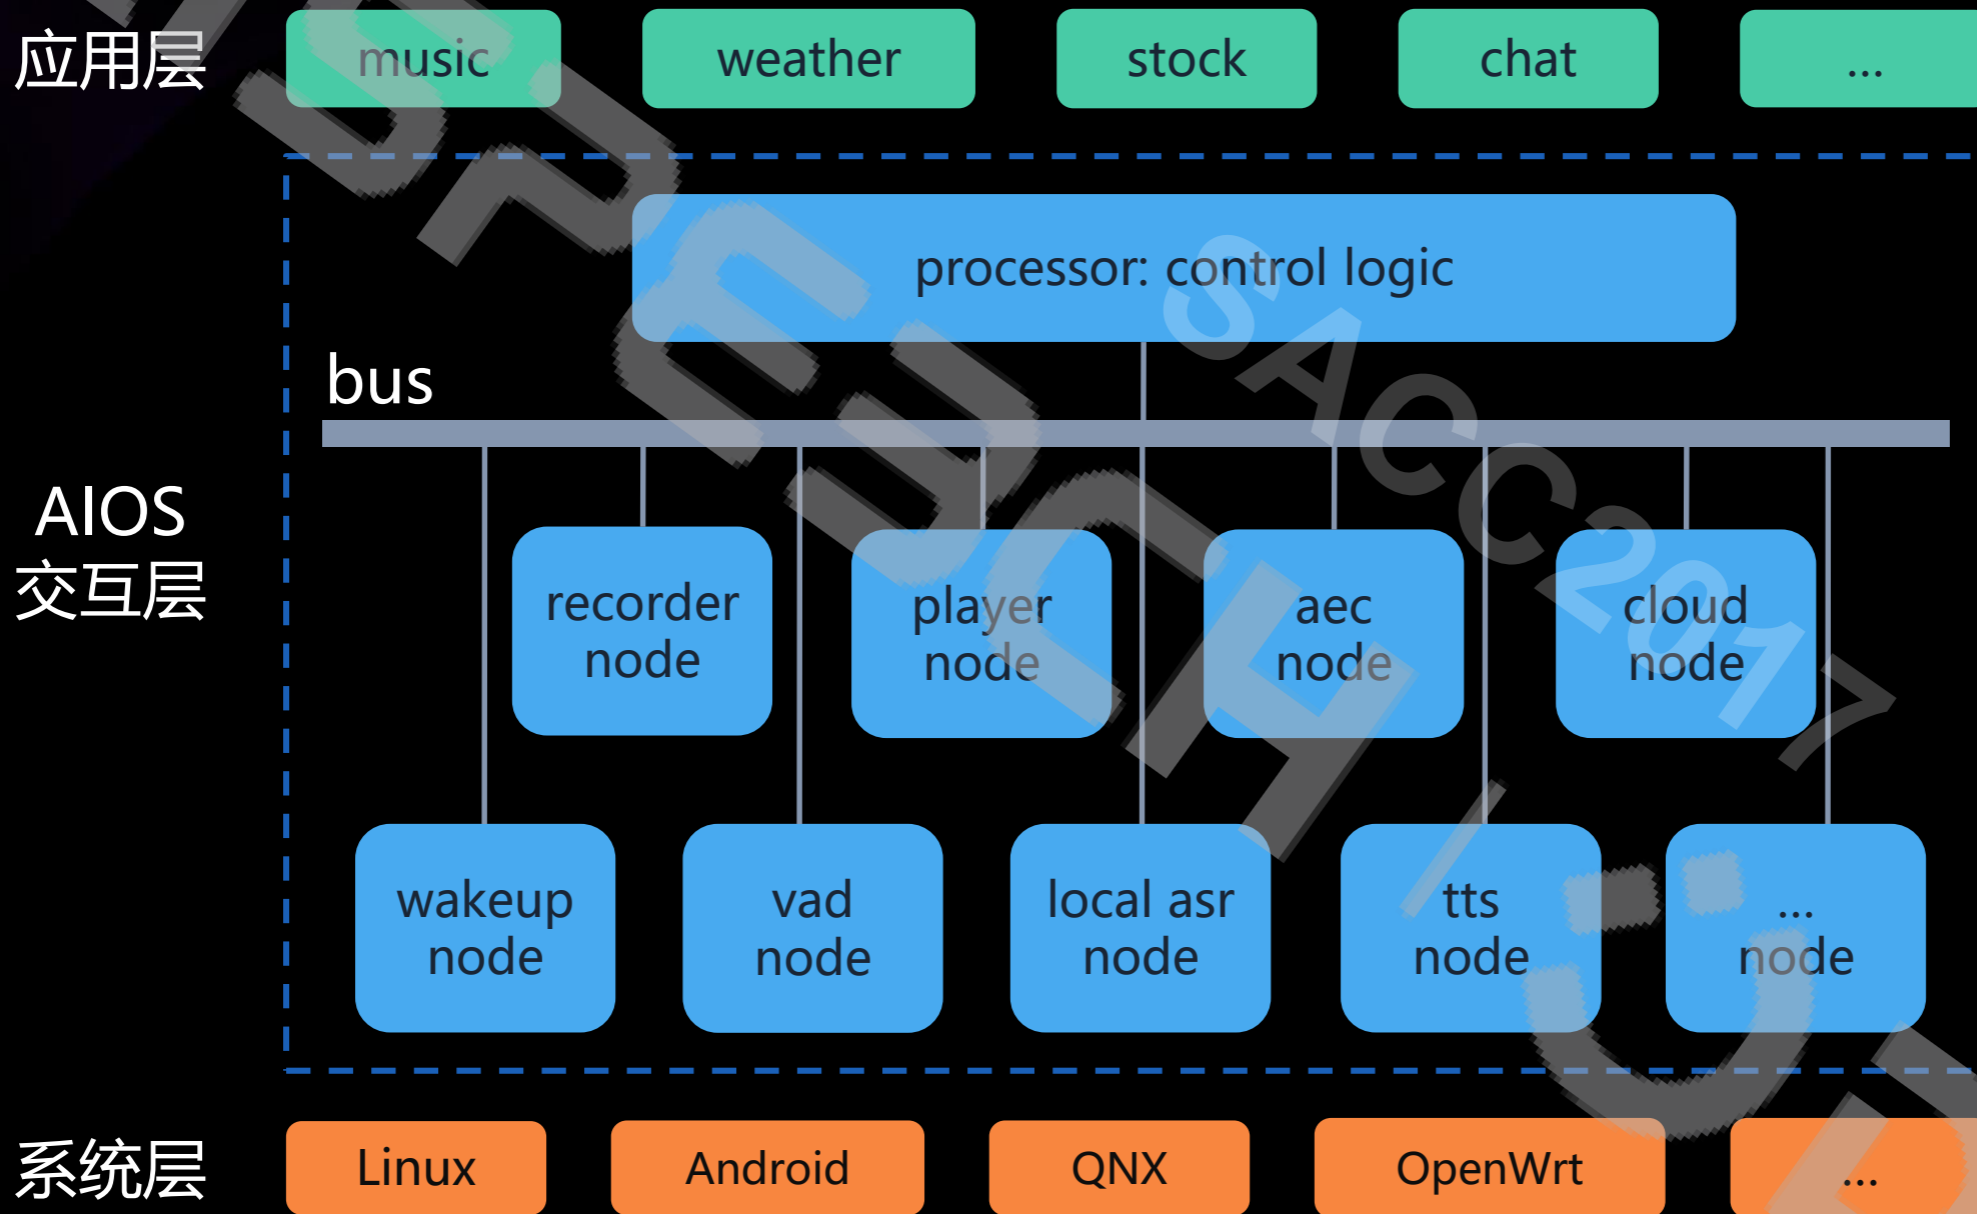 应用层
music
weather
stock
chat
...
processor: control logic
bus
AIOS
交互层
recorder
node
player
node
aec
node
cloud
node
wakeup
node
vad
node
local asr
node
tts
node
...
node
系统层
Linux
Android
QNX
OpenWrt
...
SACC2017